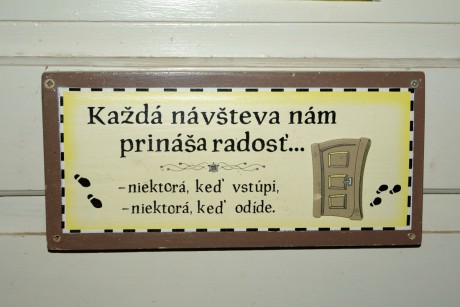 Každá návšteva nám
prináša radosť...
-niektorá, keď vstúpi,
-niektorá, keď odíde.